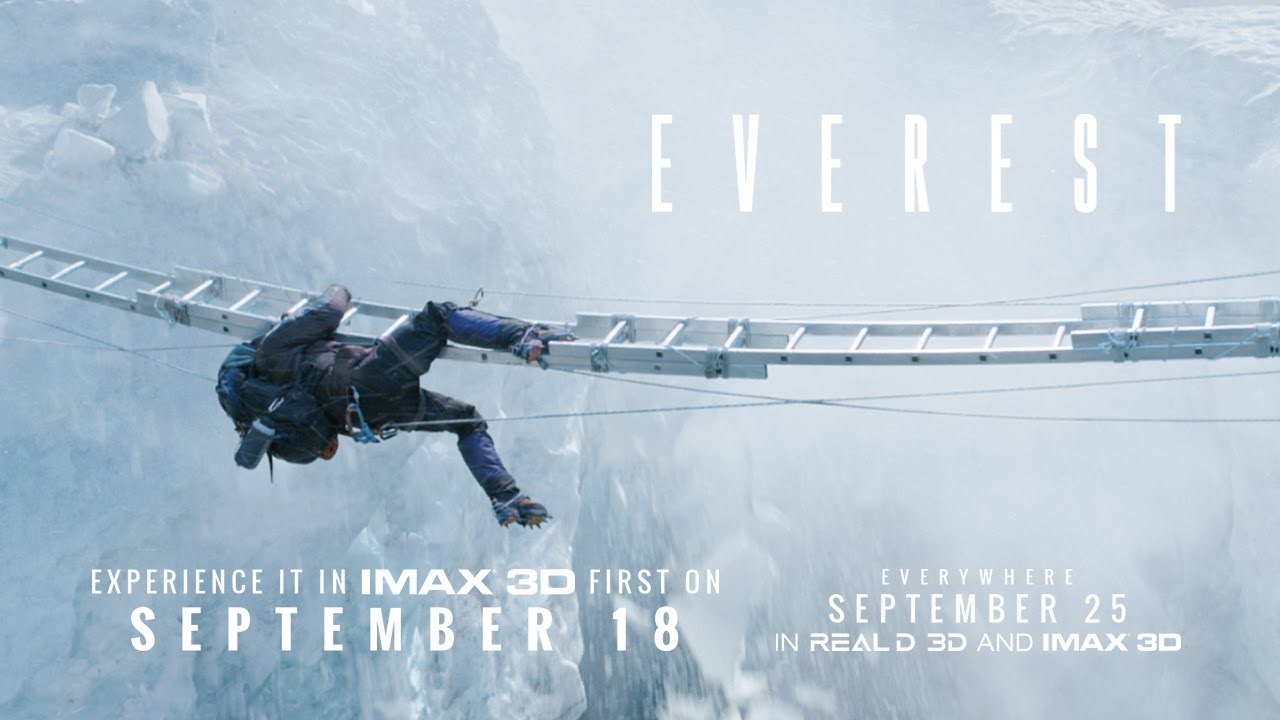 EVEREST
EXPERIENCE IT IN IMAX® 3D FIRST ON
SEPTEMBER 18
EVERYWHERE
SEPTEMBER 25
IN REAL D 3D AND IMAX® 3D